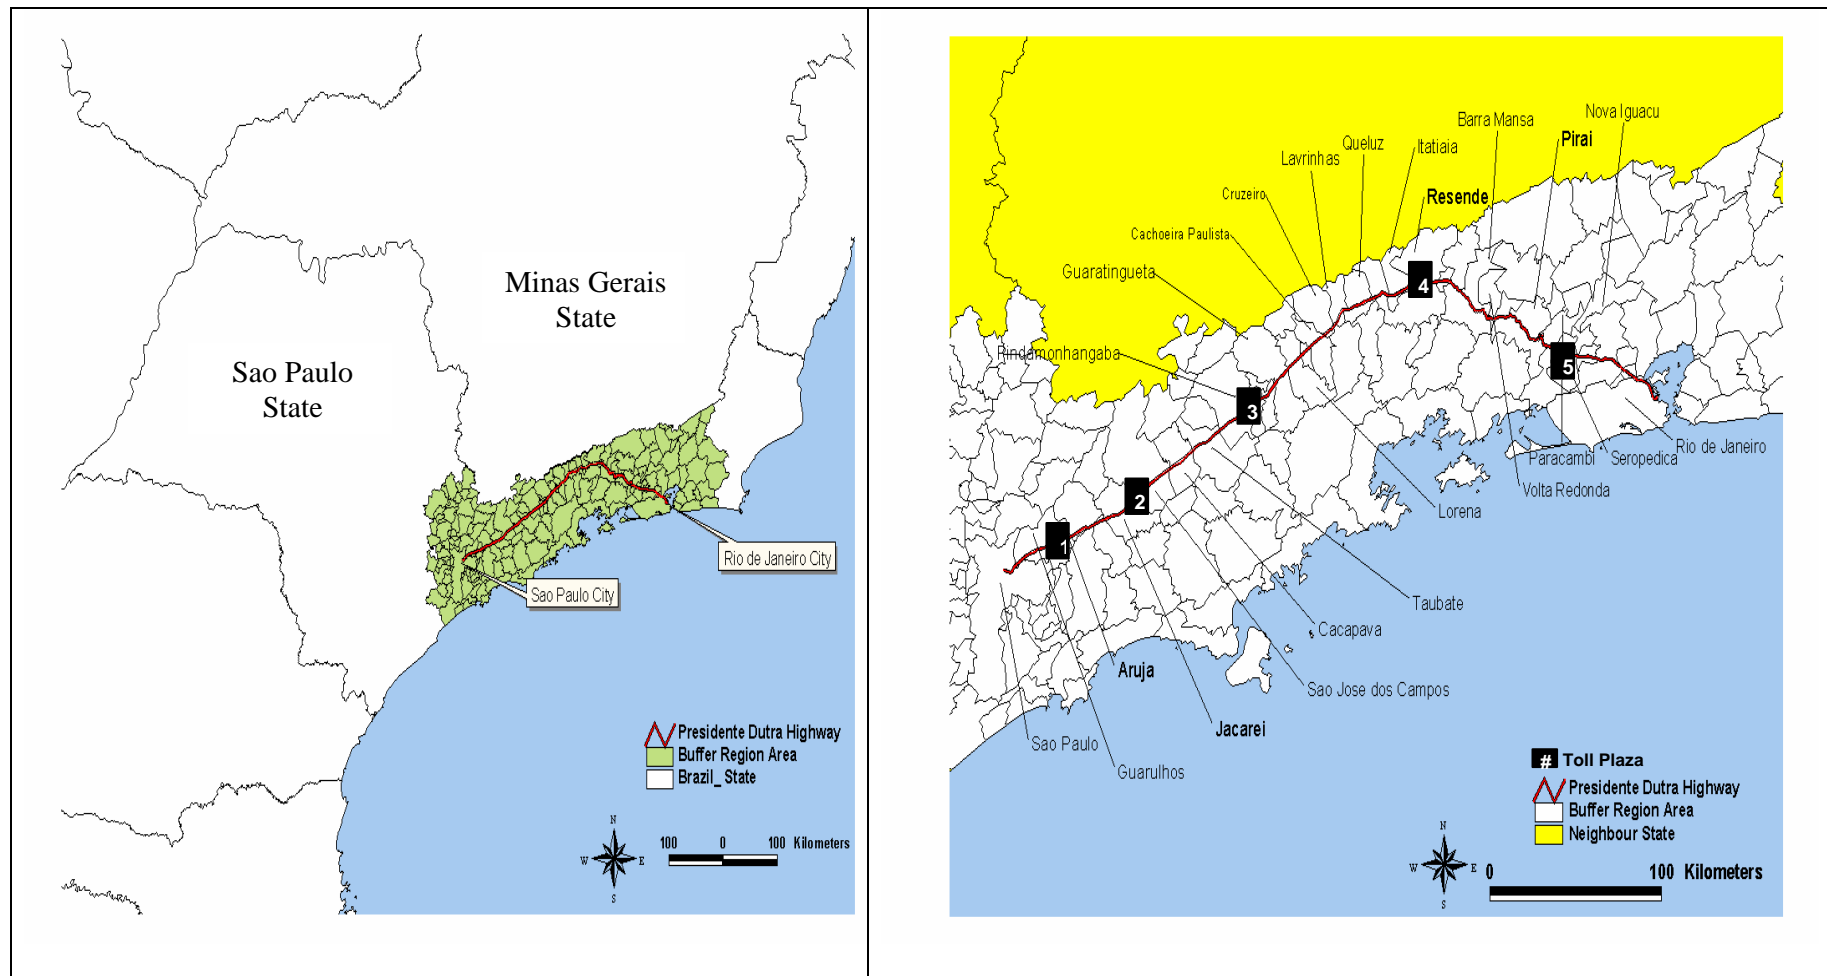 Minas Gerais
State
Sao Paulo
State
Rio de Janeiro City
Sao Paulo City
Presidente Dutra Highway
Buffer Region Area
Brazil_ State
N
W E
S
100 0 100 Kilometers
Nova Iguacu
Barra Mansa
Pirai
Itatiaia
Queluz
Lavrinhas
Resende
Cruzeiro
Cachoeira Paulista
Guaratingueta
4
Pindamonhangaba
5
3
Rio de Janeiro
Paracambi
Seropedica
Volta Redonda
2
Lorena
1
Taubate
Cacapava
Aruja
Sao Jose dos Campos
Jacarei
Sao Paulo
Guarulhos
# Toll Plaza
Presidente Dutra Highway
Buffer Region Area
Neighbour State
N
W E
S
0 100 Kilometers